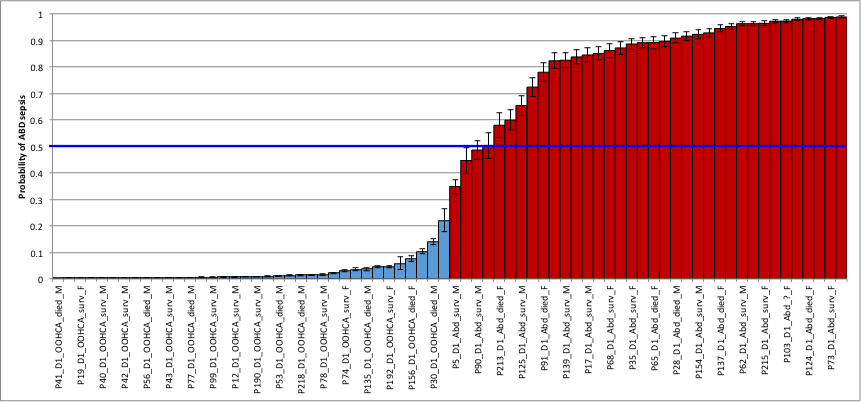 Probability of ABD sepsis
1
0.9
0.8
0.7
0.6
0.5
0.4
0.3
0.2
0.1
0
P41_D1_OOHCA_died_M
P19_D1_OOHCA_surv_F
P40_D1_OOHCA_surv_M
P42_D1_OOHCA_surv_M
P56_D1_OOHCA_died_M
P43_D1_OOHCA_surv_M
P77_D1_OOHCA_died_M
P99_D1_OOHCA_surv_M
P12_D1_OOHCA_surv_M
P190_D1_OOHCA_surv_M
P53_D1_OOHCA_died_M
P218_D1_OOHCA_died_M
P78_D1_OOHCA_surv_M
P74_D1_OOHCA_surv_F
P135_D1_OOHCA_died_M
P192_D1_OOHCA_surv_F
P156_D1_OOHCA_died_F
P30_D1_OOHCA_died_M
P5_D1_Abd_surv_M
P90_D1_Abd_surv_M
P213_D1_Abd_died_F
P125_D1_Abd_surv_M
P91_D1_Abd_died_F
P139_D1_Abd_surv_M
P17_D1_Abd_surv_M
P68_D1_Abd_surv_F
P35_D1_Abd_surv_F
P65_D1_Abd_died_F
P28_D1_Abd_died_M
P154_D1_Abd_surv_M
P137_D1_Abd_died_F
P62_D1_Abd_surv_M
P215_D1_Abd_surv_F
P103_D1_Abd_?_F
P124_D1_Abd_died_F
P73_D1_Abd_surv_F